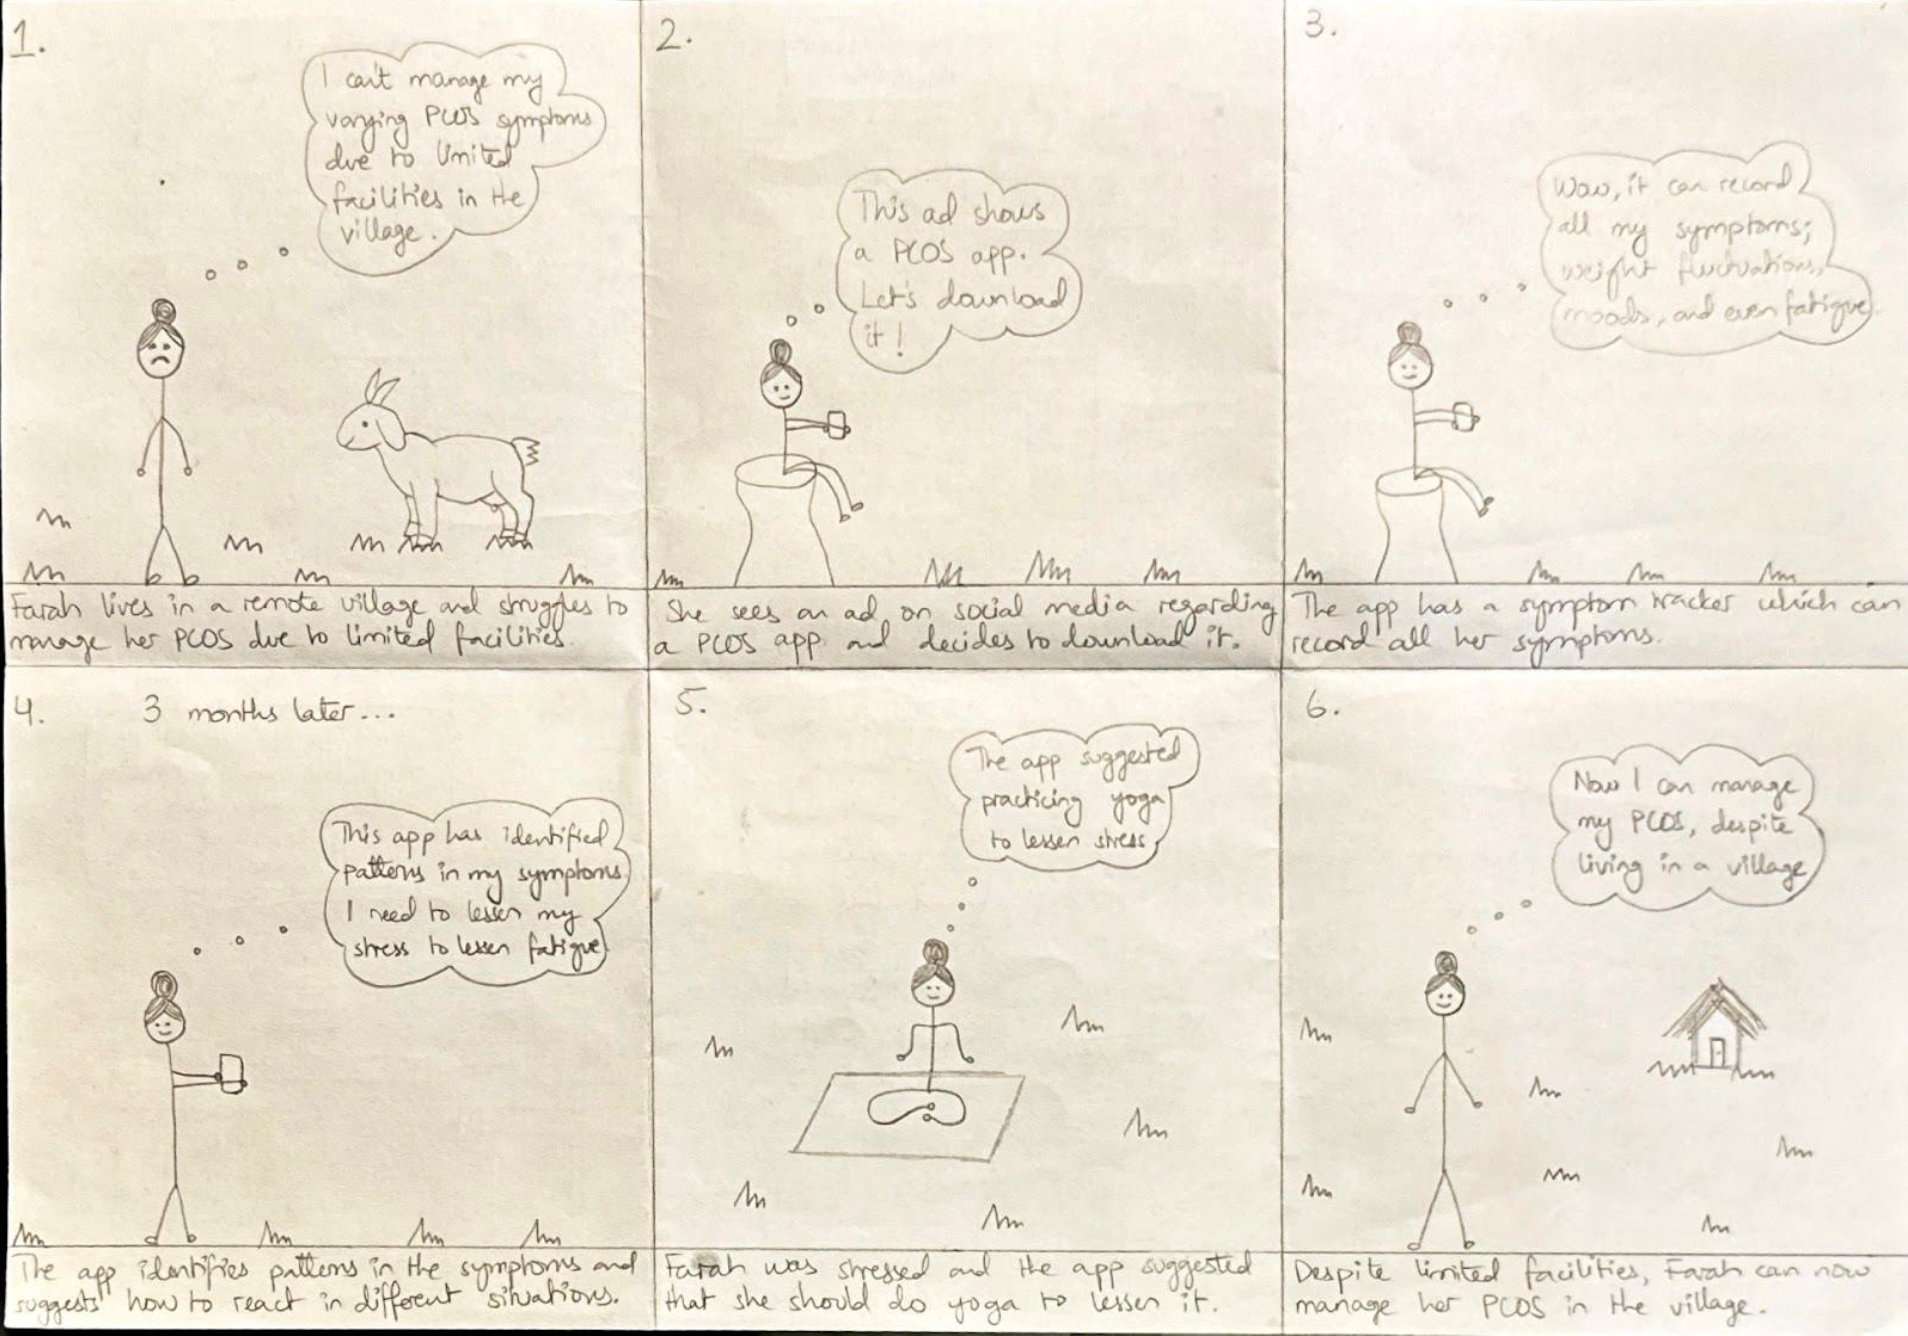 1.
I can't manage my
varying PCOS symptoms
due to limited
facilities in the
village.
Farah lives in a remote village and struggles to
manage her PCOS due to limited facilities.
2.
This ad shows
a PCOS app.
Let's download
it!
She sees an ad on social media regarding
a PCOS app and decides to download it.
3.
Wow, it can record
all my symptoms;
weight fluctuations,
moods, and even fatigue.
The app has a symptom tracker which can
record all her symptoms.
4.
3 months later...
This app has identified
patterns in my symptoms
I need to lessen my
stress to lessen fatigue
The app identifies patterns in the symptoms and
suggests how to react in different situations.
5.
The app suggested
practicing yoga
to lessen stress
Farah was stressed and the app suggested
that she should do yoga to lessen it.
6.
Now I can manage
my PCOS, despite
living in a village
Despite limited facilities, Farah can now
manage her PCOS in the village.